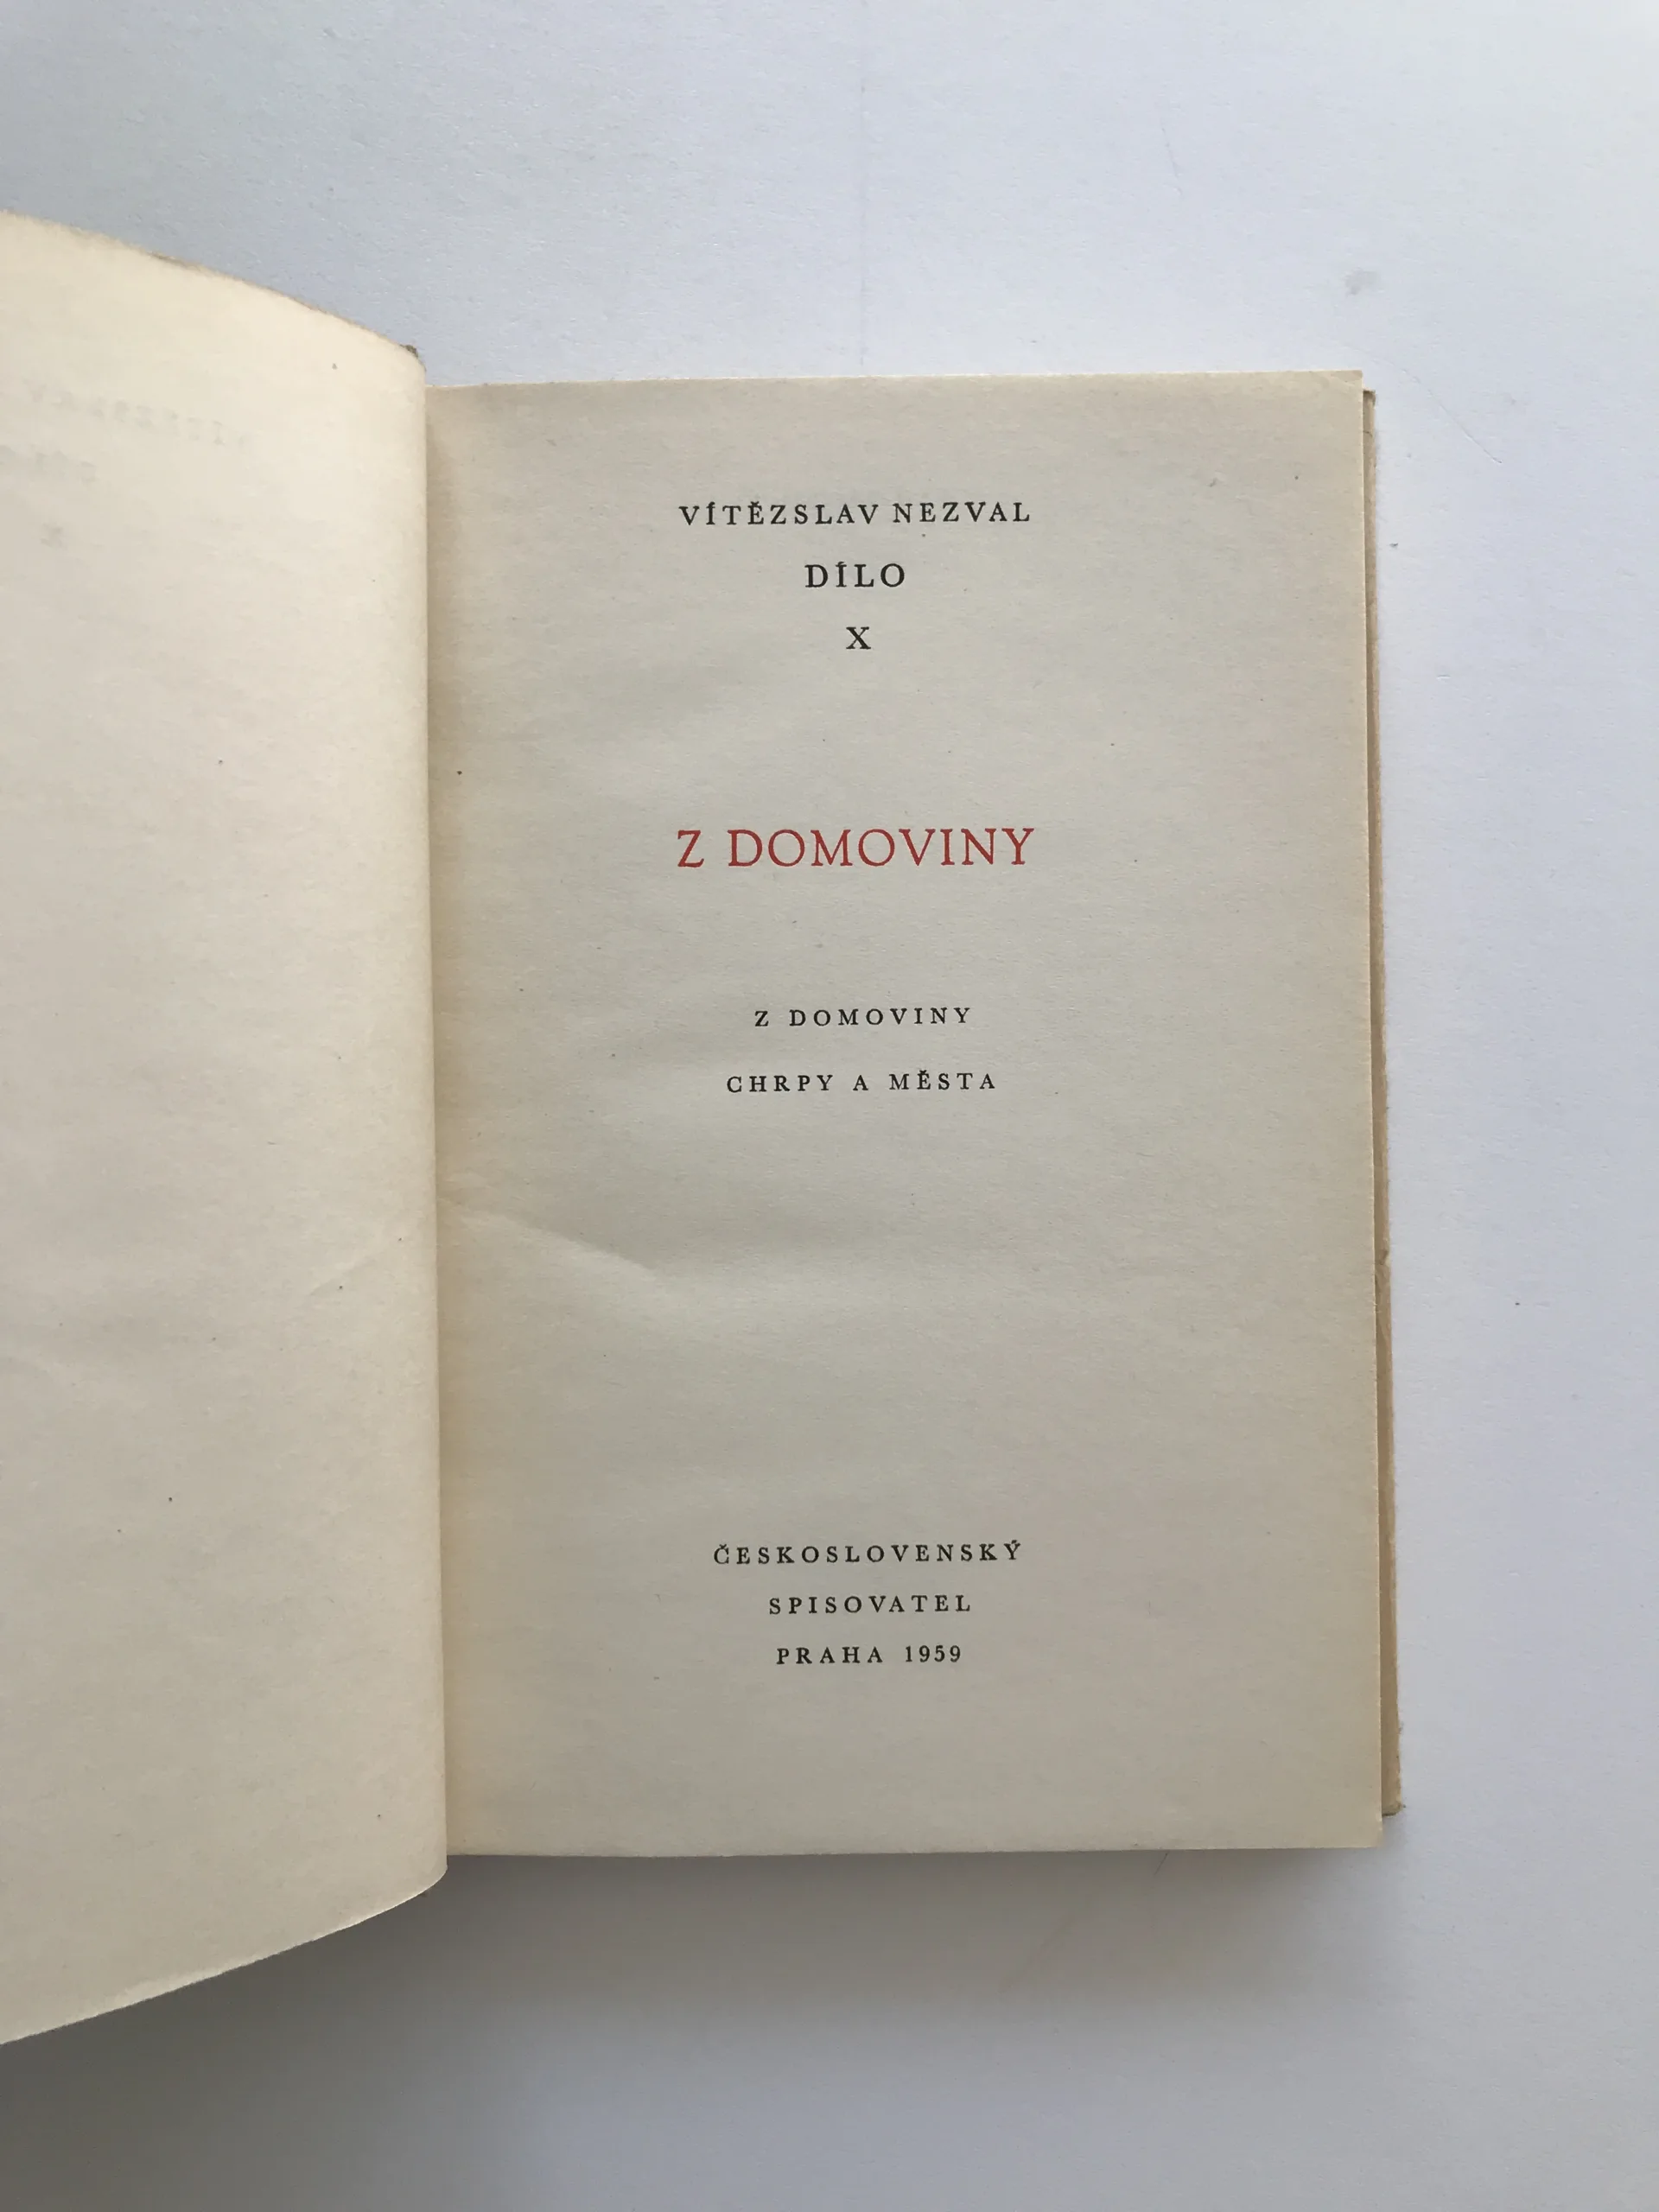 VÍTĚZSLAV NEZVAL
DÍLO
X
Z DOMOVINY
Z DOMOVINY
CHRPY A MĚSTA
ČESKOSLOVENSKÝ
SPISOVATEL
PRAHA 1959